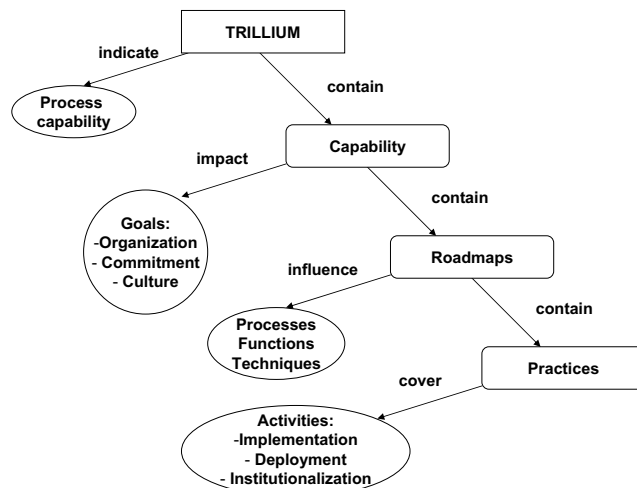 TRILLIUM
indicate
contain
Process
capability
Capability
impact
contain
Goals:
-Organization
- Commitment
- Culture
Roadmaps
influence
contain
Processes
Functions
Techniques
Practices
cover
Activities:
-Implementation
- Deployment
- Institutionalization